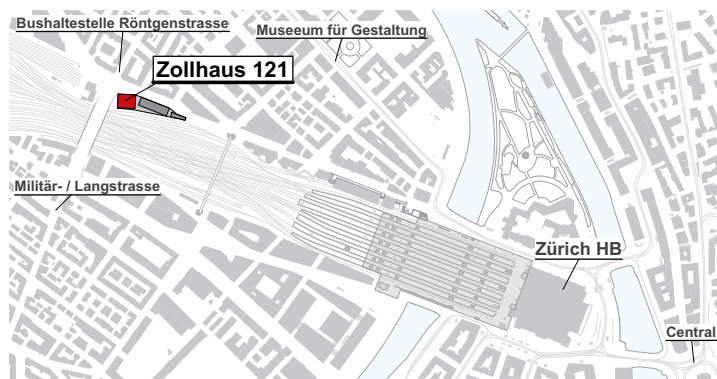 Bushaltestelle Röntgenstrasse
Museeum für Gestaltung
Zollhaus 121
Militär- / Langstrasse
Zürich HB
Central